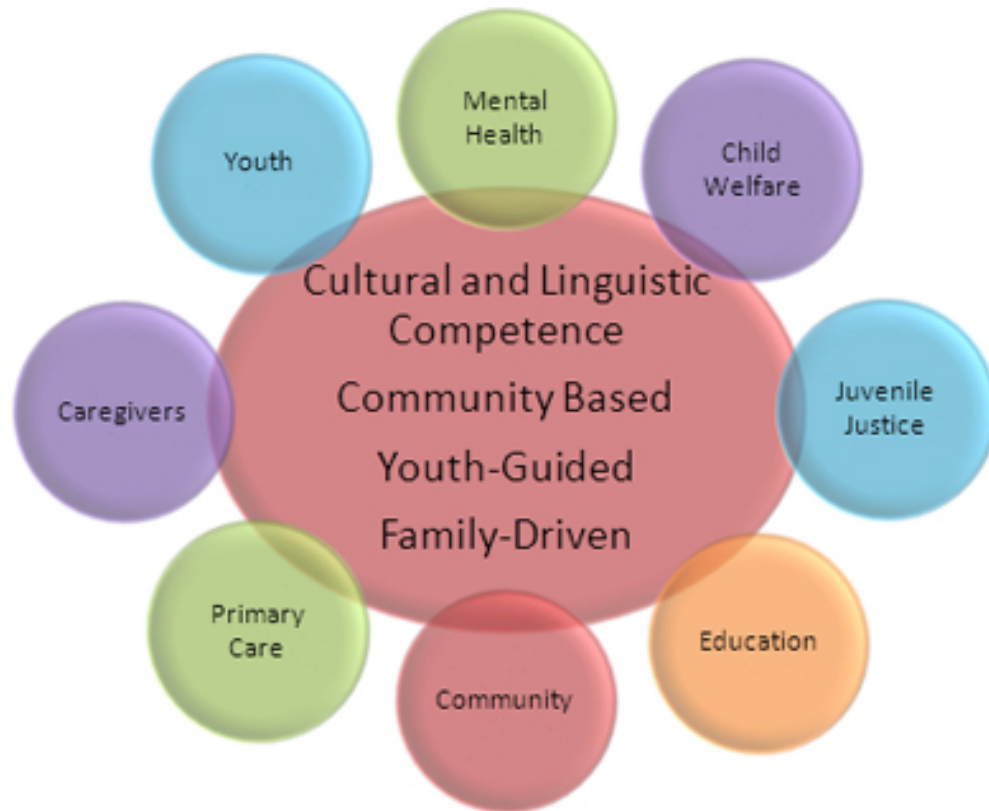 Mental
Health
Youth
Child
Welfare
Cultural and Linguistic
Competence
Community Based
Youth-Guided
Family-Driven
Caregivers
Juvenile
Justice
Primary
Care
Education
Community